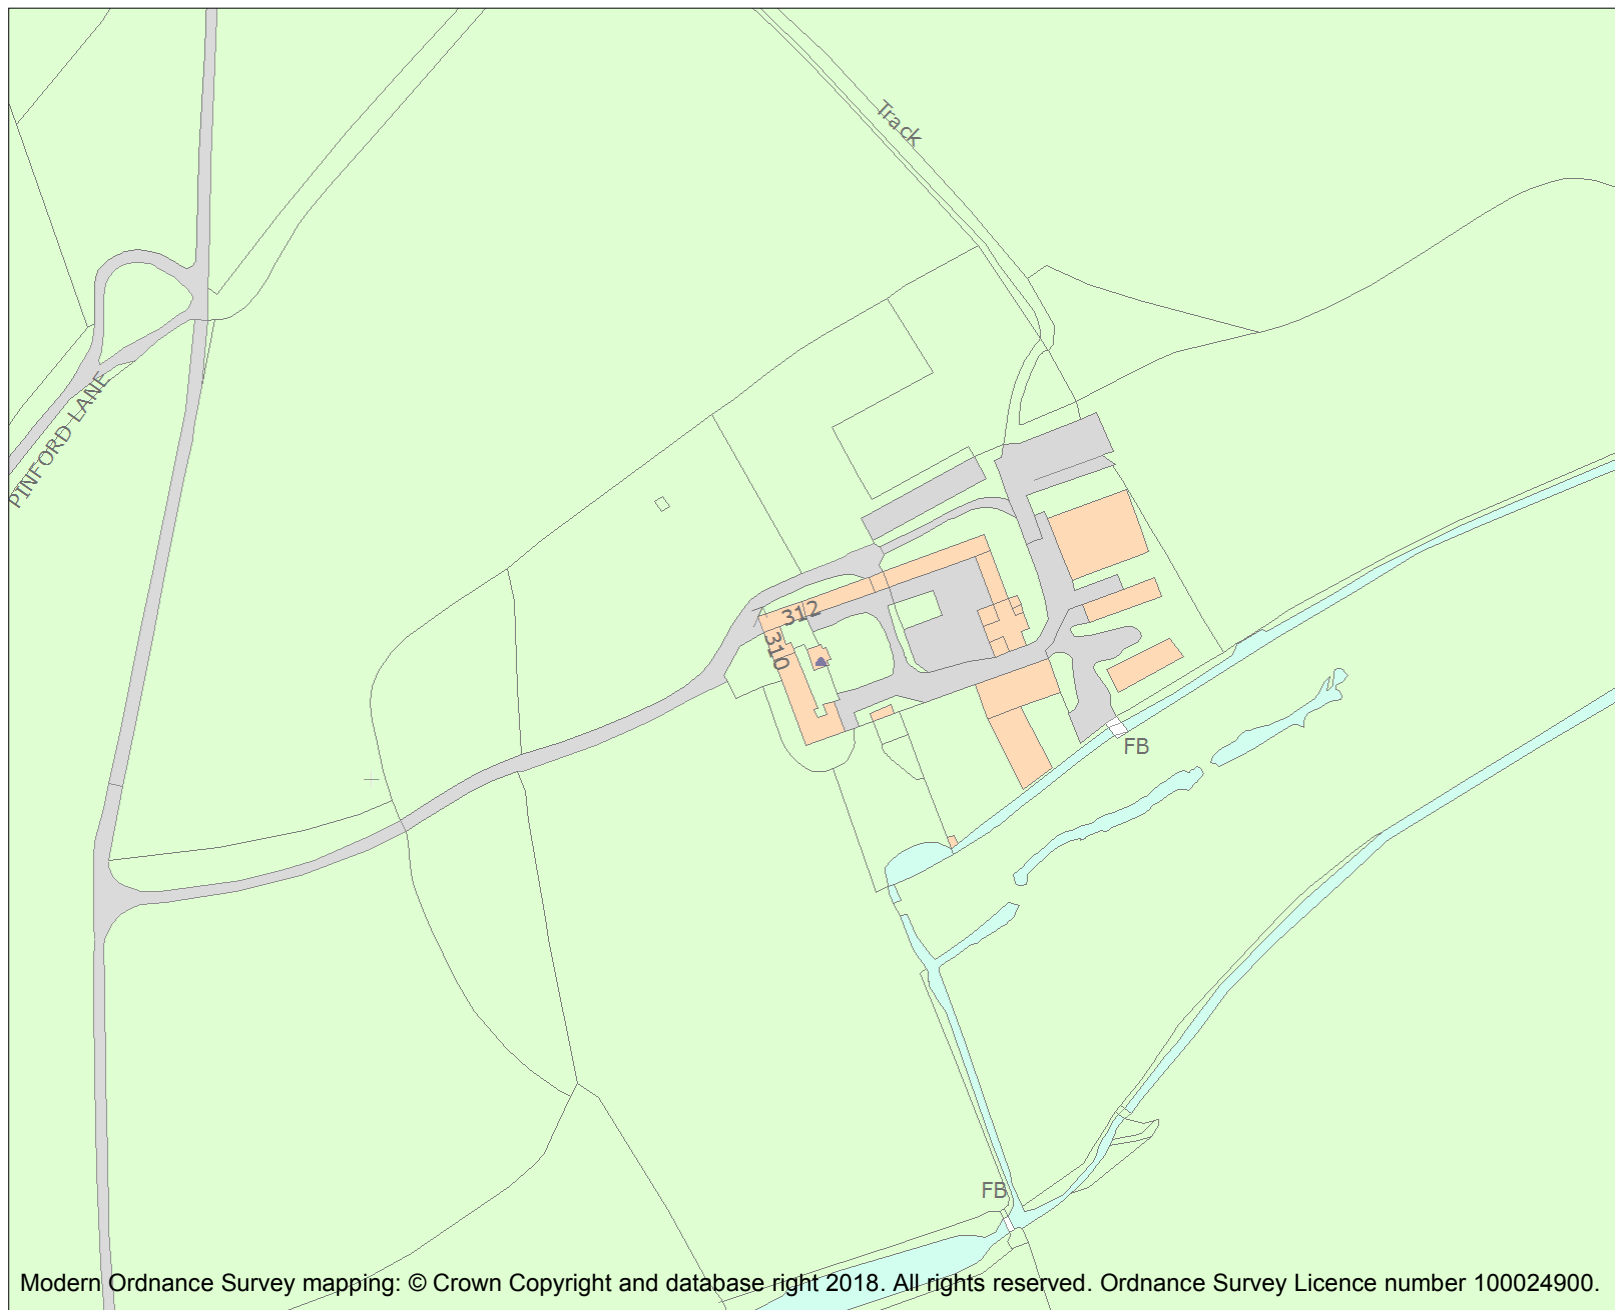 Track
PINFORD LANE
312
310
FB
FB
Modern Ordnance Survey mapping: © Crown Copyright and database right 2018. All rights reserved. Ordnance Survey Licence number 100024900.